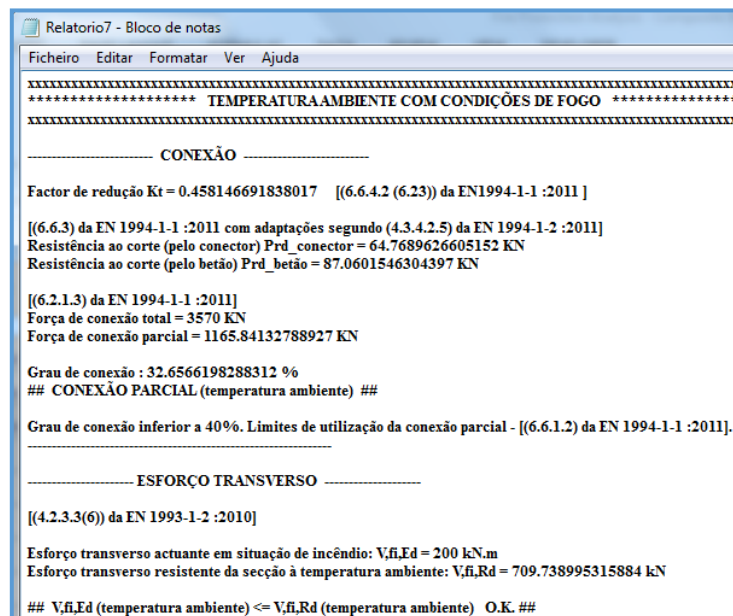 Relatorio7 - Bloco de notas
Ficheiro Editar Formatar Ver Ajuda
xxxxxxxxxxxxxxxxxxxxxxxxxxxxxxxxxxxxxxxxxxxxxxxxxxxxxxxxxxxxxxxxxxxxxxxxxxxxxxxxxxxxxxxxxxxxxxx
******************** TEMPERATURA AMBIENTE COM CONDIÇÕES DE FOGO ***************
xxxxxxxxxxxxxxxxxxxxxxxxxxxxxxxxxxxxxxxxxxxxxxxxxxxxxxxxxxxxxxxxxxxxxxxxxxxxxxxxxxxxxxxxxxxxxxx
-------------------------- CONEXÃO --------------------------
Factor de redução Kt = 0.458146691838017 [(6.6.4.2 (6.23)) da EN1994-1-1 :2011 ]
[(6.6.3) da EN 1994-1-1 :2011 com adaptações segundo (4.3.4.2.5) da EN 1994-1-2 :2011]
Resistência ao corte (pelo conector) Prd_conector = 64.7689626605152 KN
Resistência ao corte (pelo betão) Prd_betão = 87.0601546304397 KN
[(6.2.1.3) da EN 1994-1-1 :2011]
Força de conexão total = 3570 KN
Força de conexão parcial = 1165.84132788927 KN
Grau de conexão : 32.6566198288312 %
## CONEXÃO PARCIAL (temperatura ambiente) ##
Grau de conexão inferior a 40%. Limites de utilização da conexão parcial - [(6.6.1.2) da EN 1994-1-1 :2011].
----------------------------------------------------------------
---------------------- ESFORÇO TRANSVERSO --------------------
[(4.2.3.3(6)) da EN 1993-1-2 :2010]
Esforço transverso actuante em situação de incêndio: V,fi,Ed = 200 kN.m
Esforço transverso resistente da secção à temperatura ambiente: V,fi,Rd = 709.738995315884 kN
## V,fi,Ed (temperatura ambiente) <= V,fi,Rd (temperatura ambiente) O.K. ##